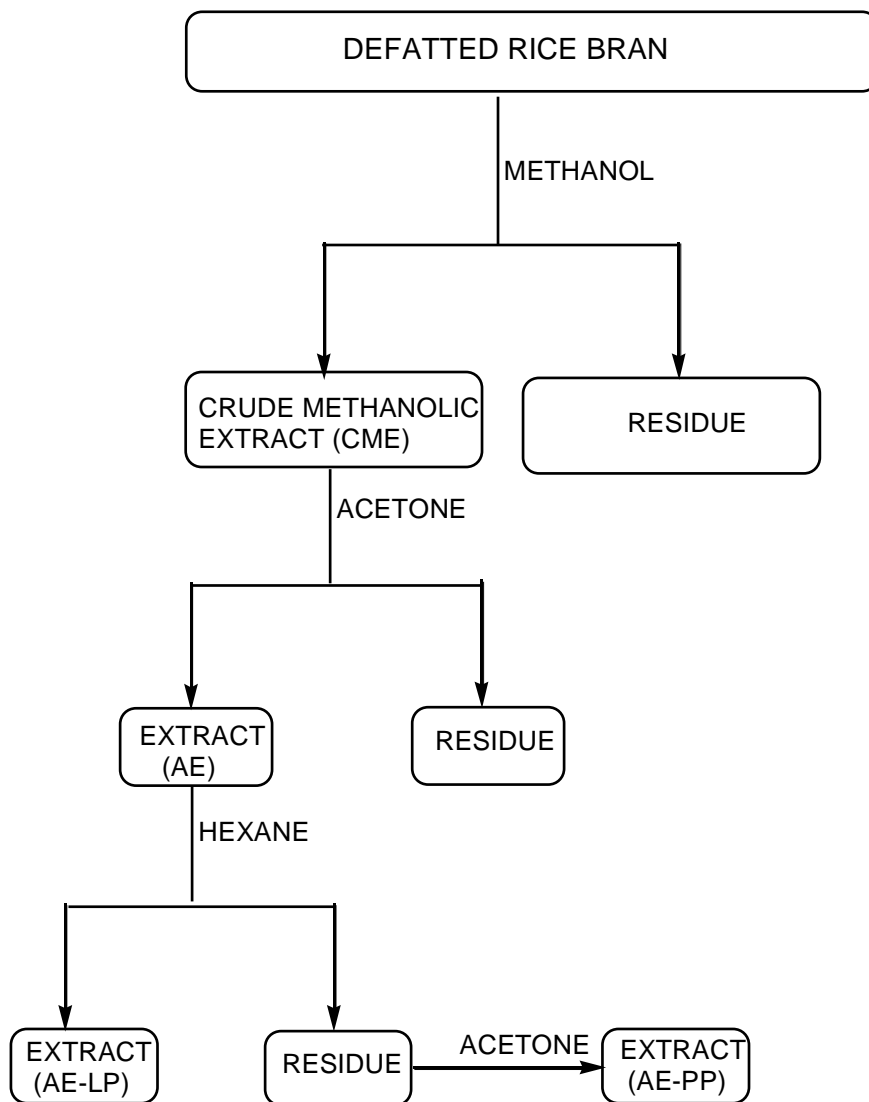 DEFATTED RICE BRAN
METHANOL
CRUDE METHANOLIC
EXTRACT (CME)
RESIDUE
ACETONE
EXTRACT
(AE)
RESIDUE
HEXANE
EXTRACT
(AE-LP)
RESIDUE
ACETONE
EXTRACT
(AE-PP)